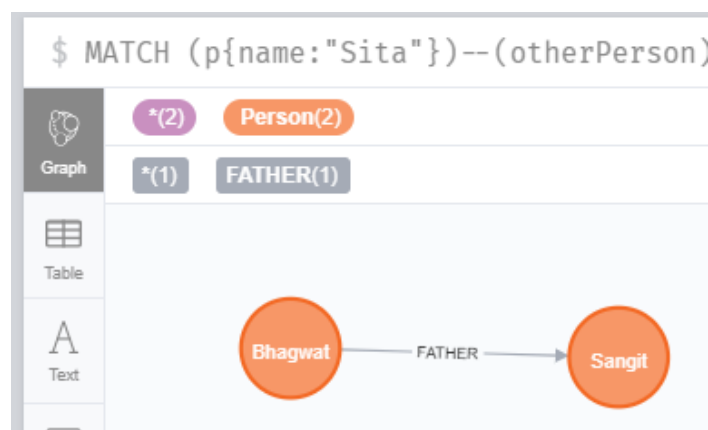 $ MATCH (p{name:"Sita"})--(otherPerson)
*(2) Person(2)
Graph
*(1) FATHER(1)
Table
A
Text
Bhagwat FATHER Sangit